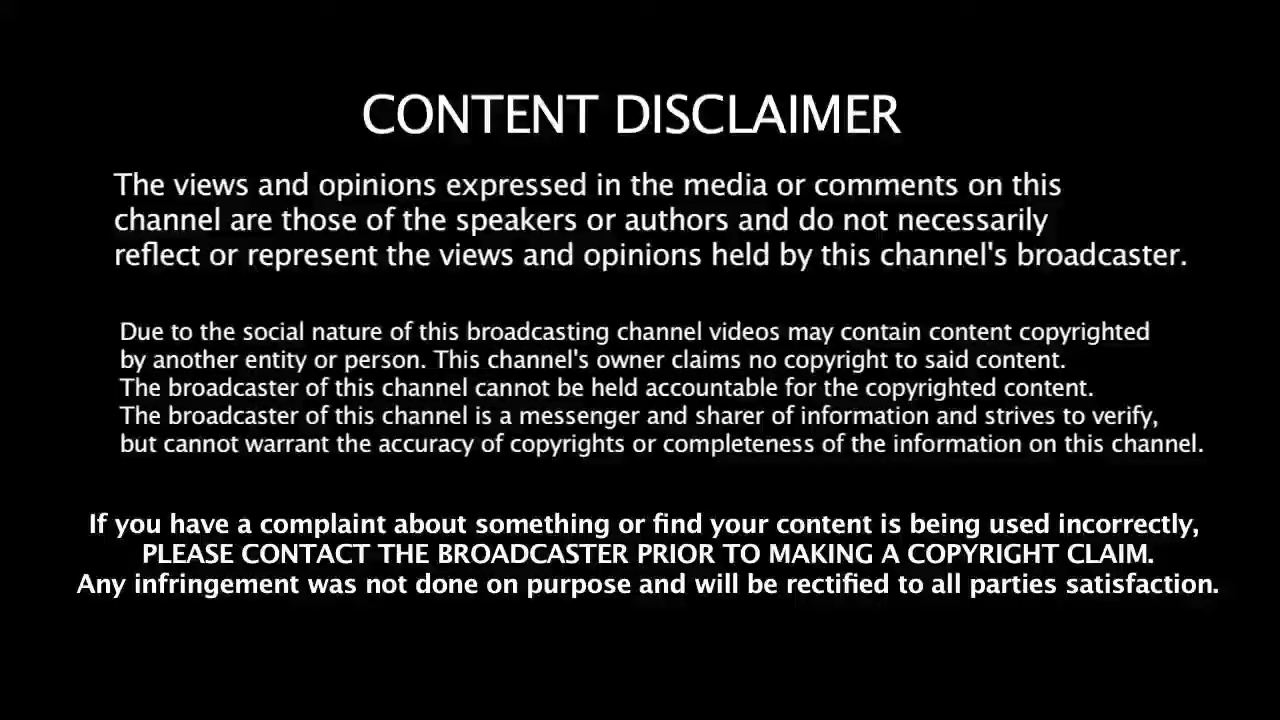 CONTENT DISCLAIMER
The views and opinions expressed in the media or comments on this
channel are those of the speakers or authors and do not necessarily
reflect or represent the views and opinions held by this channel's broadcaster.
Due to the social nature of this broadcasting channel videos may contain content copyrighted
by another entity or person. This channel's owner claims no copyright to said content.
The broadcaster of this channel cannot be held accountable for the copyrighted content.
The broadcaster of this channel is a messenger and sharer of information and strives to verify,
but cannot warrant the accuracy of copyrights or completeness of the information on this channel.
If you have a complaint about something or find your content is being used incorrectly,
PLEASE CONTACT THE BROADCASTER PRIOR TO MAKING A COPYRIGHT CLAIM.
Any infringement was not done on purpose and will be rectified to all parties satisfaction.